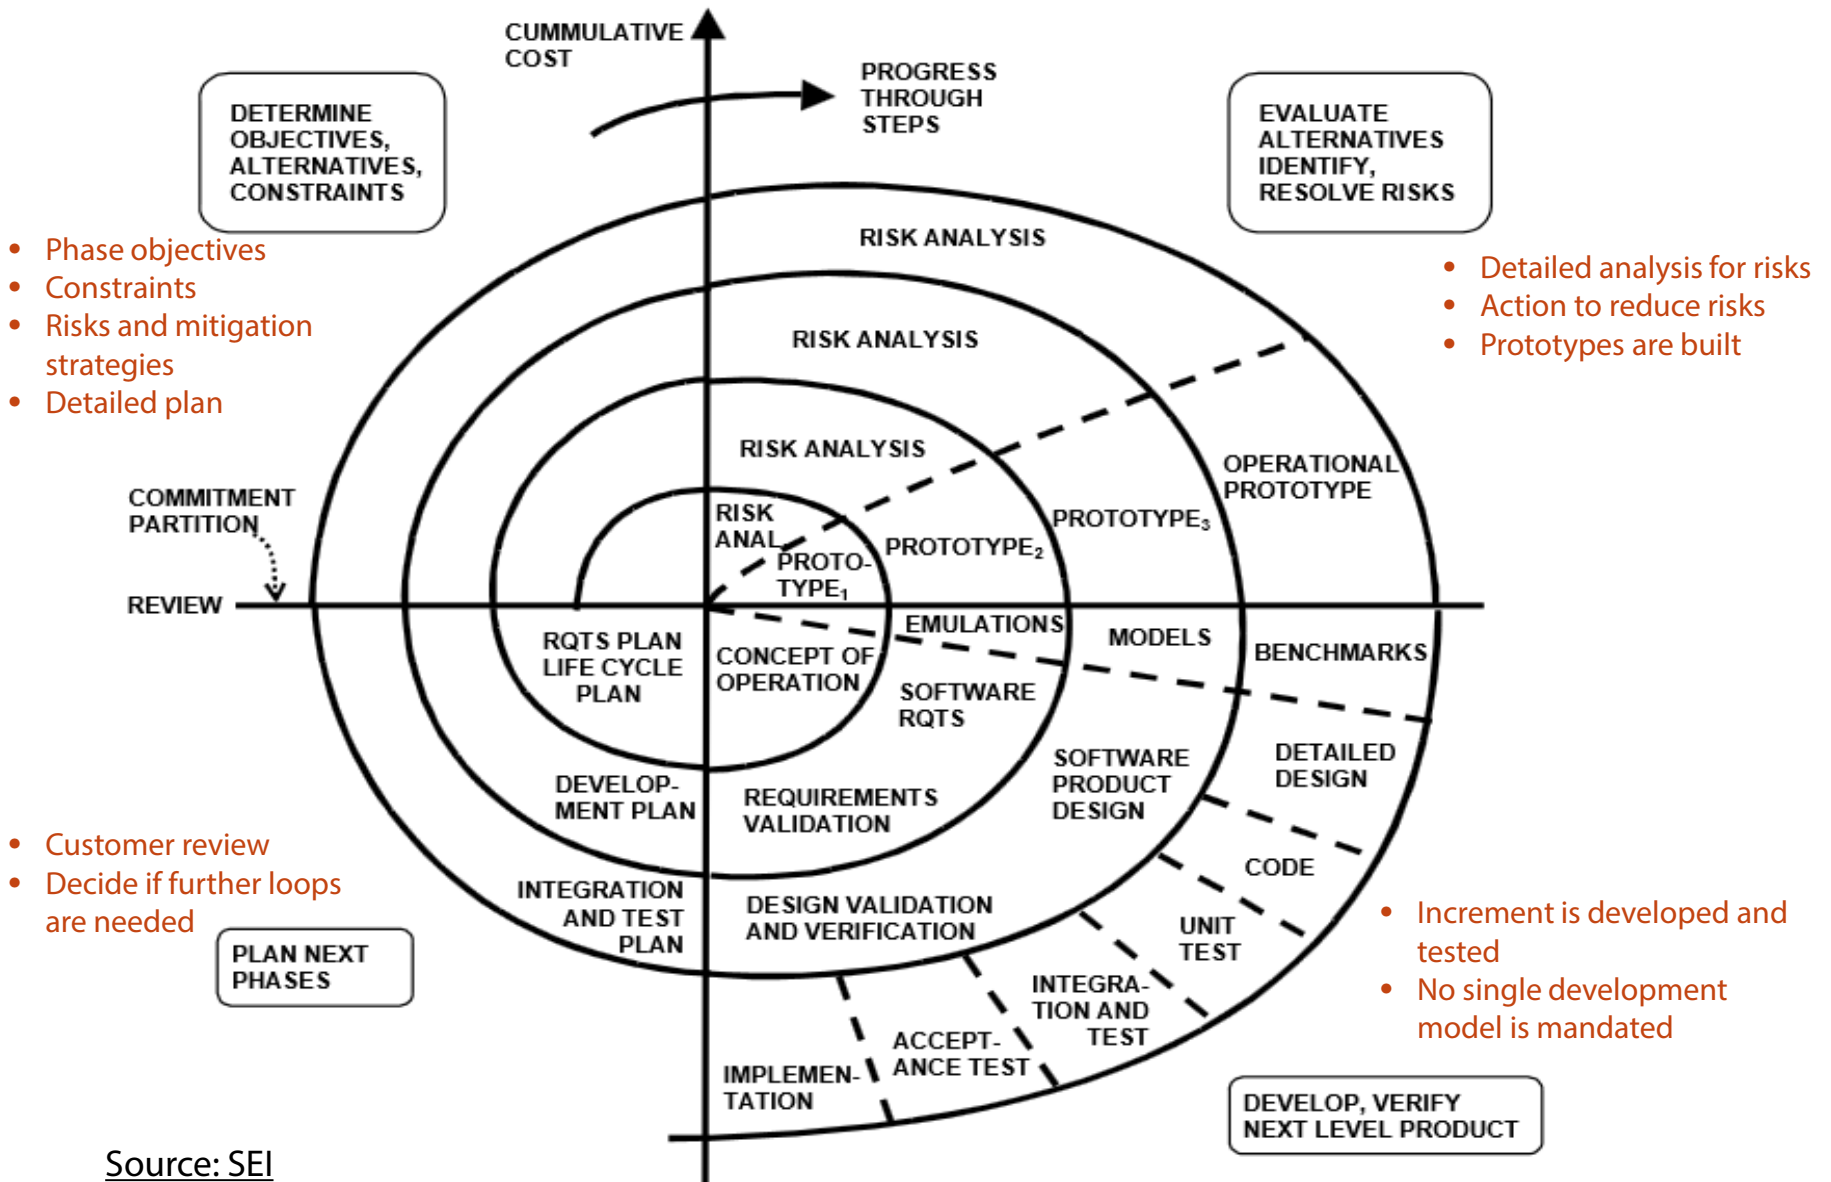 CUMMULATIVE
COST
PROGRESS
THROUGH
STEPS
DETERMINE
OBJECTIVES,
ALTERNATIVES,
CONSTRAINTS
EVALUATE
ALTERNATIVES
IDENTIFY,
RESOLVE RISKS
• Phase objectives
• Constraints
• Risks and mitigation
strategies
• Detailed plan
• Detailed analysis for risks
• Action to reduce risks
• Prototypes are built
RISK ANALYSIS
RISK ANALYSIS
RISK ANALYSIS
RISK
ANAL
PROTO-
TYPE1
PROTOTYPE2
PROTOTYPE3
OPERATIONAL
PROTOTYPE
COMMITMENT
PARTITION
REVIEW
RQTS PLAN
LIFE CYCLE
PLAN
CONCEPT OF
OPERATION
EMULATIONS
MODELS
BENCHMARKS
SOFTWARE
RQTS
SOFTWARE
PRODUCT
DESIGN
DETAILED
DESIGN
DEVELOP-
MENT PLAN
REQUIREMENTS
VALIDATION
CODE
INTEGRATION
AND TEST
PLAN
DESIGN VALIDATION
AND VERIFICATION
UNIT
TEST
INTEGRA-
TION AND
TEST
ACCEPT-
ANCE TEST
IMPLEMEN-
TATION
• Customer review
• Decide if further loops
are needed
PLAN NEXT
PHASES
• Increment is developed and
tested
• No single development
model is mandated
DEVELOP, VERIFY
NEXT LEVEL PRODUCT
Source: SEI